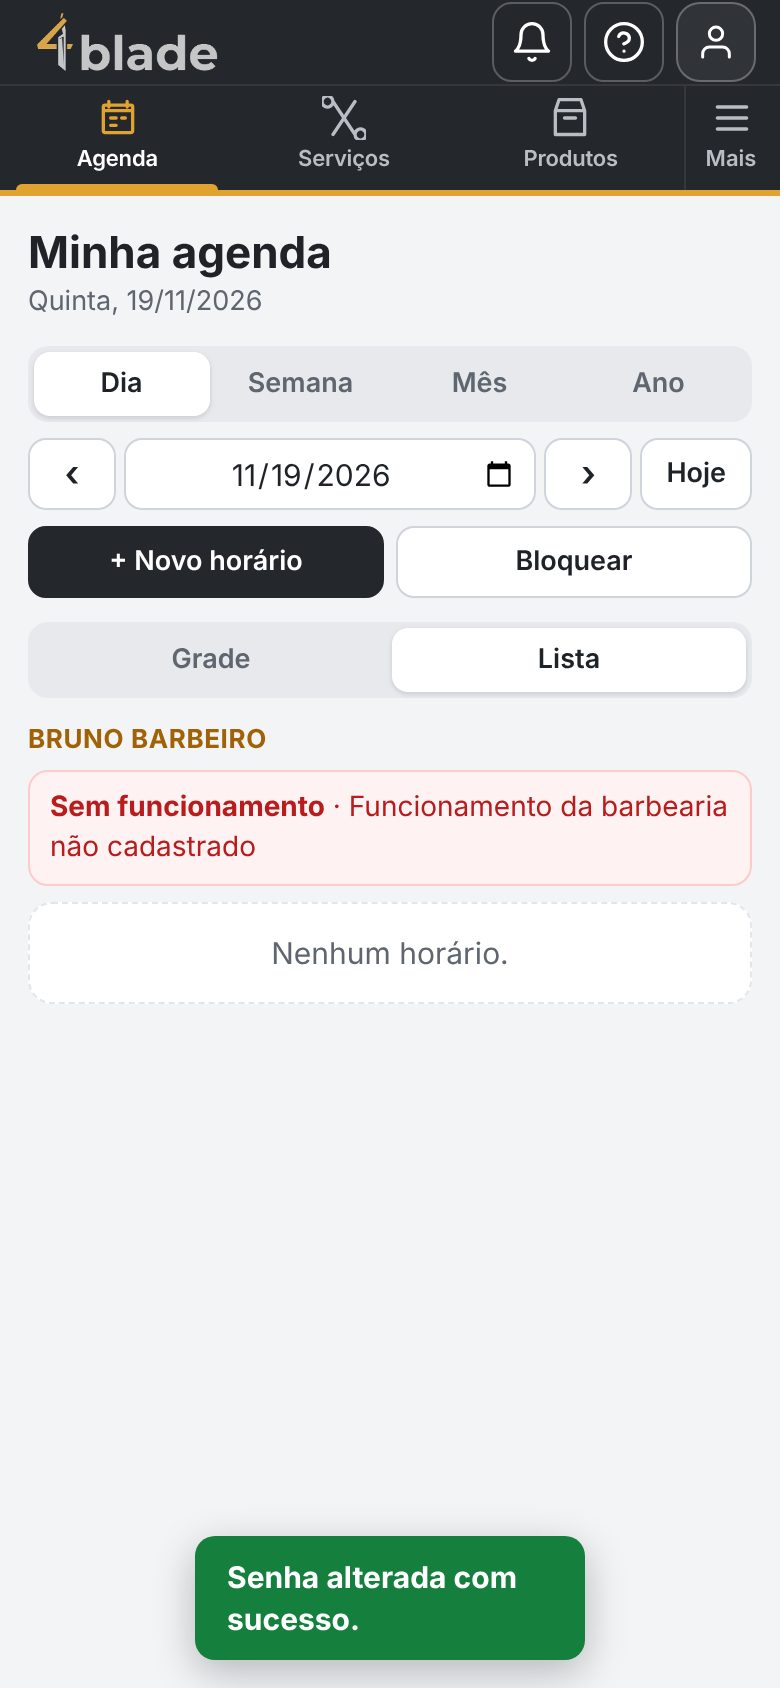 4blade
Agenda
Serviços
Produtos
Mais
Minha agenda
Quinta, 19/11/2026
Dia
Semana
Mês
Ano
‹
11/19/2026
›
Hoje
+ Novo horário
Bloquear
Grade
Lista
BRUNO BARBEIRO
Sem funcionamento · Funcionamento da barbearia
não cadastrado
Nenhum horário.
Senha alterada com
sucesso.